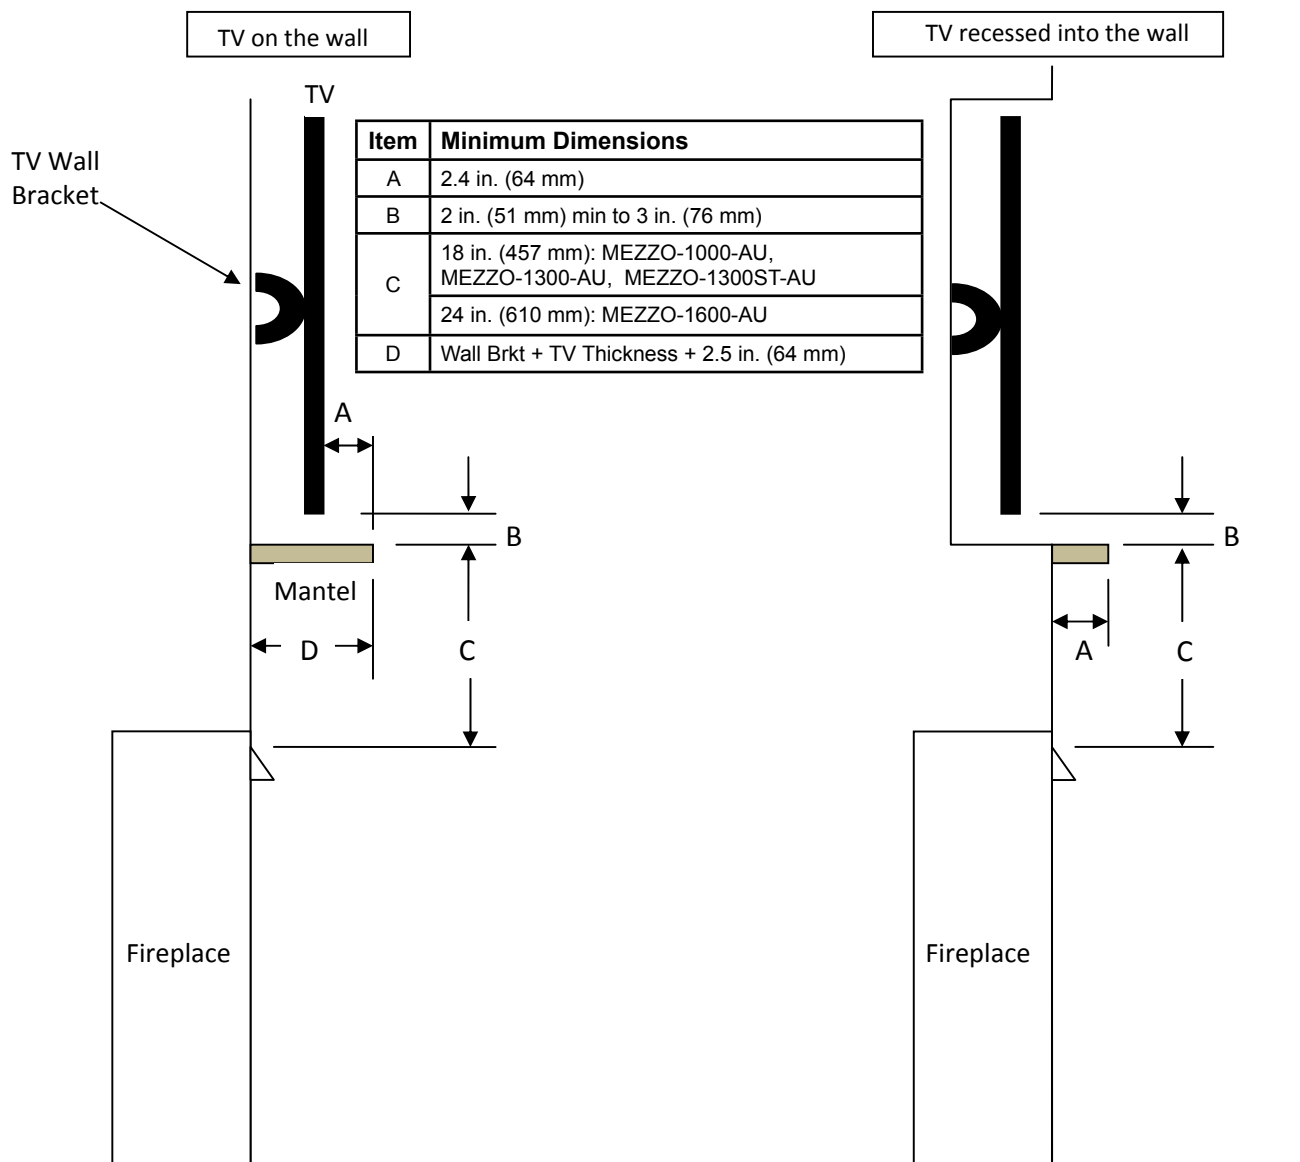 TV on the wall
TV recessed into the wall
TV
TV Wall
Bracket
Item Minimum Dimensions
A 2.4 in. (64 mm)
B 2 in. (51 mm) min to 3 in. (76 mm)
C 18 in. (457 mm): MEZZO-1000-AU,
MEZZO-1300-AU, MEZZO-1300ST-AU
24 in. (610 mm): MEZZO-1600-AU
D Wall Brkt + TV Thickness + 2.5 in. (64 mm)
A
B
Mantel
D
C
Fireplace
B
A
C
Fireplace